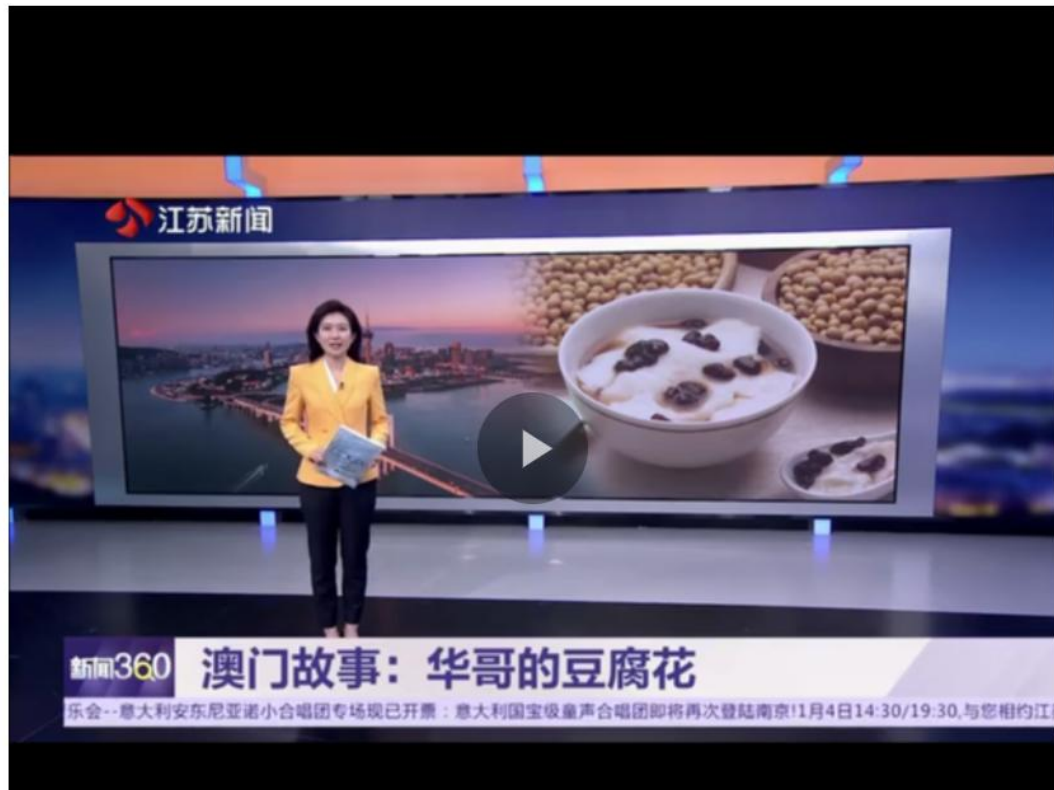 江苏新闻
新闻360
澳门故事：华哥的豆腐花
乐会--意大利安东尼亚诺小合唱团专场现已开票：意大利国宝级童声合唱团即将再次登陆南京!1月4日14:30/19:30,与您相约江